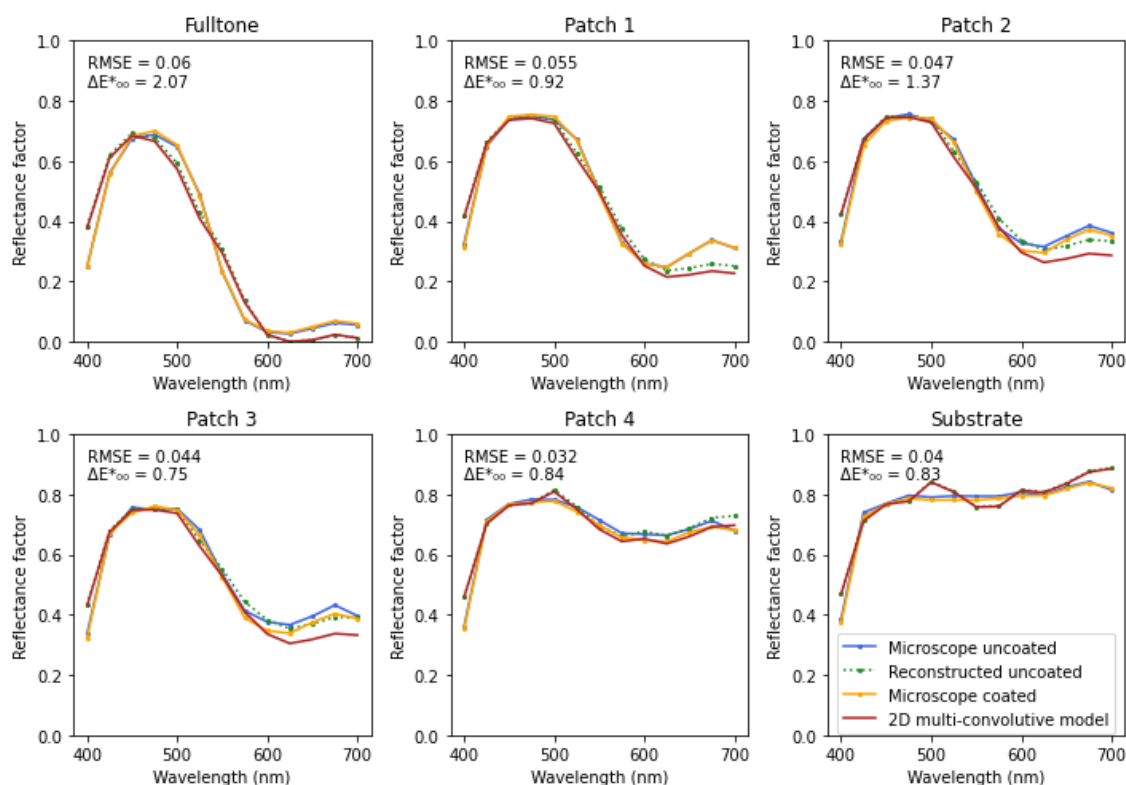 Fulltone
RMSE = 0.06
ΔE*₀₀ = 2.07
1.0
0.8
0.6
0.4
0.2
0.0
Reflectance factor
400 500 600 700
Wavelength (nm)
Patch 1
RMSE = 0.055
ΔE*₀₀ = 0.92
1.0
0.8
0.6
0.4
0.2
0.0
Reflectance factor
400 500 600 700
Wavelength (nm)
Patch 2
RMSE = 0.047
ΔE*₀₀ = 1.37
1.0
0.8
0.6
0.4
0.2
0.0
Reflectance factor
400 500 600 700
Wavelength (nm)
Patch 3
RMSE = 0.044
ΔE*₀₀ = 0.75
1.0
0.8
0.6
0.4
0.2
0.0
Reflectance factor
400 500 600 700
Wavelength (nm)
Patch 4
RMSE = 0.032
ΔE*₀₀ = 0.84
1.0
0.8
0.6
0.4
0.2
0.0
Reflectance factor
400 500 600 700
Wavelength (nm)
Substrate
RMSE = 0.04
ΔE*₀₀ = 0.83
1.0
0.8
0.6
0.4
0.2
0.0
Reflectance factor
Microscope uncoated
Reconstructed uncoated
Microscope coated
2D multi-convolutive model
400 500 600 700
Wavelength (nm)